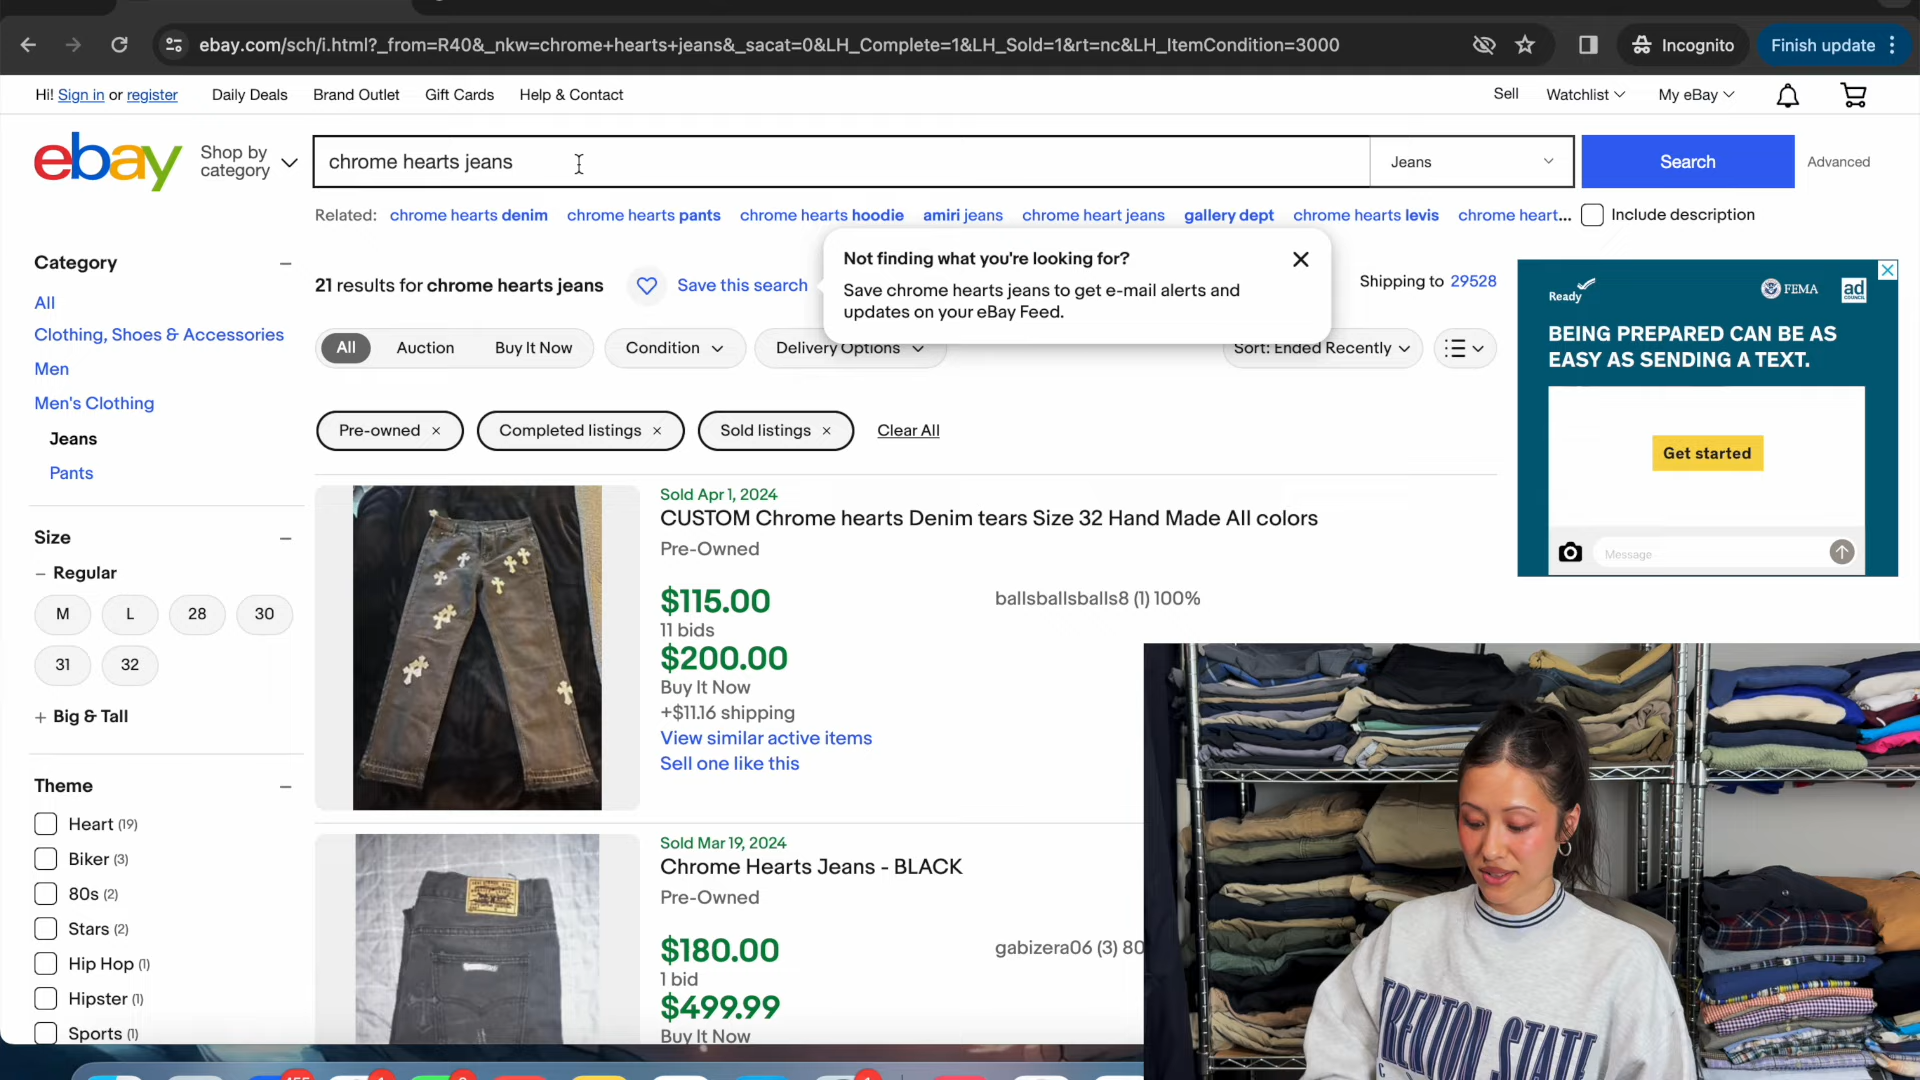 ebay.com/sch/i.html?_from=R40&_nkw=chrome+hearts+jeans&_sacat=0&LH_Complete=1&LH_Sold=1&rt=nc&LH_ItemCondition=3000
Incognito
Finish update
Hi! Sign in or register
Daily Deals
Brand Outlet
Gift Cards
Help & Contact
Sell
Watchlist
My eBay
ebay
Shop by
category
chrome hearts jeans
Jeans
Search
Advanced
Related: chrome hearts denim chrome hearts pants chrome hearts hoodie amiri jeans chrome heart jeans gallery dept chrome hearts levis chrome heart...
Include description
Category
All
Clothing, Shoes & Accessories
Men
Men's Clothing
Jeans
Pants
Size
Regular
M L 28 30
31 32
Big & Tall
Theme
Heart (19)
Biker (3)
80s (2)
Stars (2)
Hip Hop (1)
Hipster (1)
Sports (1)
21 results for chrome hearts jeans
Save this search
Not finding what you're looking for?
Save chrome hearts jeans to get e-mail alerts and
updates on your eBay Feed.
Shipping to 29528
All
Auction
Buy It Now
Condition
Delivery Options
Sort: Ended Recently
Pre-owned
Completed listings
Sold listings
Clear All
Sold Apr 1, 2024
CUSTOM Chrome hearts Denim tears Size 32 Hand Made All colors
Pre-Owned
$115.00
ballsballsballs8 (1) 100%
11 bids
$200.00
Buy It Now
+$11.16 shipping
View similar active items
Sell one like this
Sold Mar 19, 2024
Chrome Hearts Jeans - BLACK
Pre-Owned
$180.00
gabizera06 (3) 80
1 bid
$499.99
Buy It Now
Ready
FEMA
ad
COUNCIL
BEING PREPARED CAN BE AS
EASY AS SENDING A TEXT.
Get started
Message
TRENTON STATE